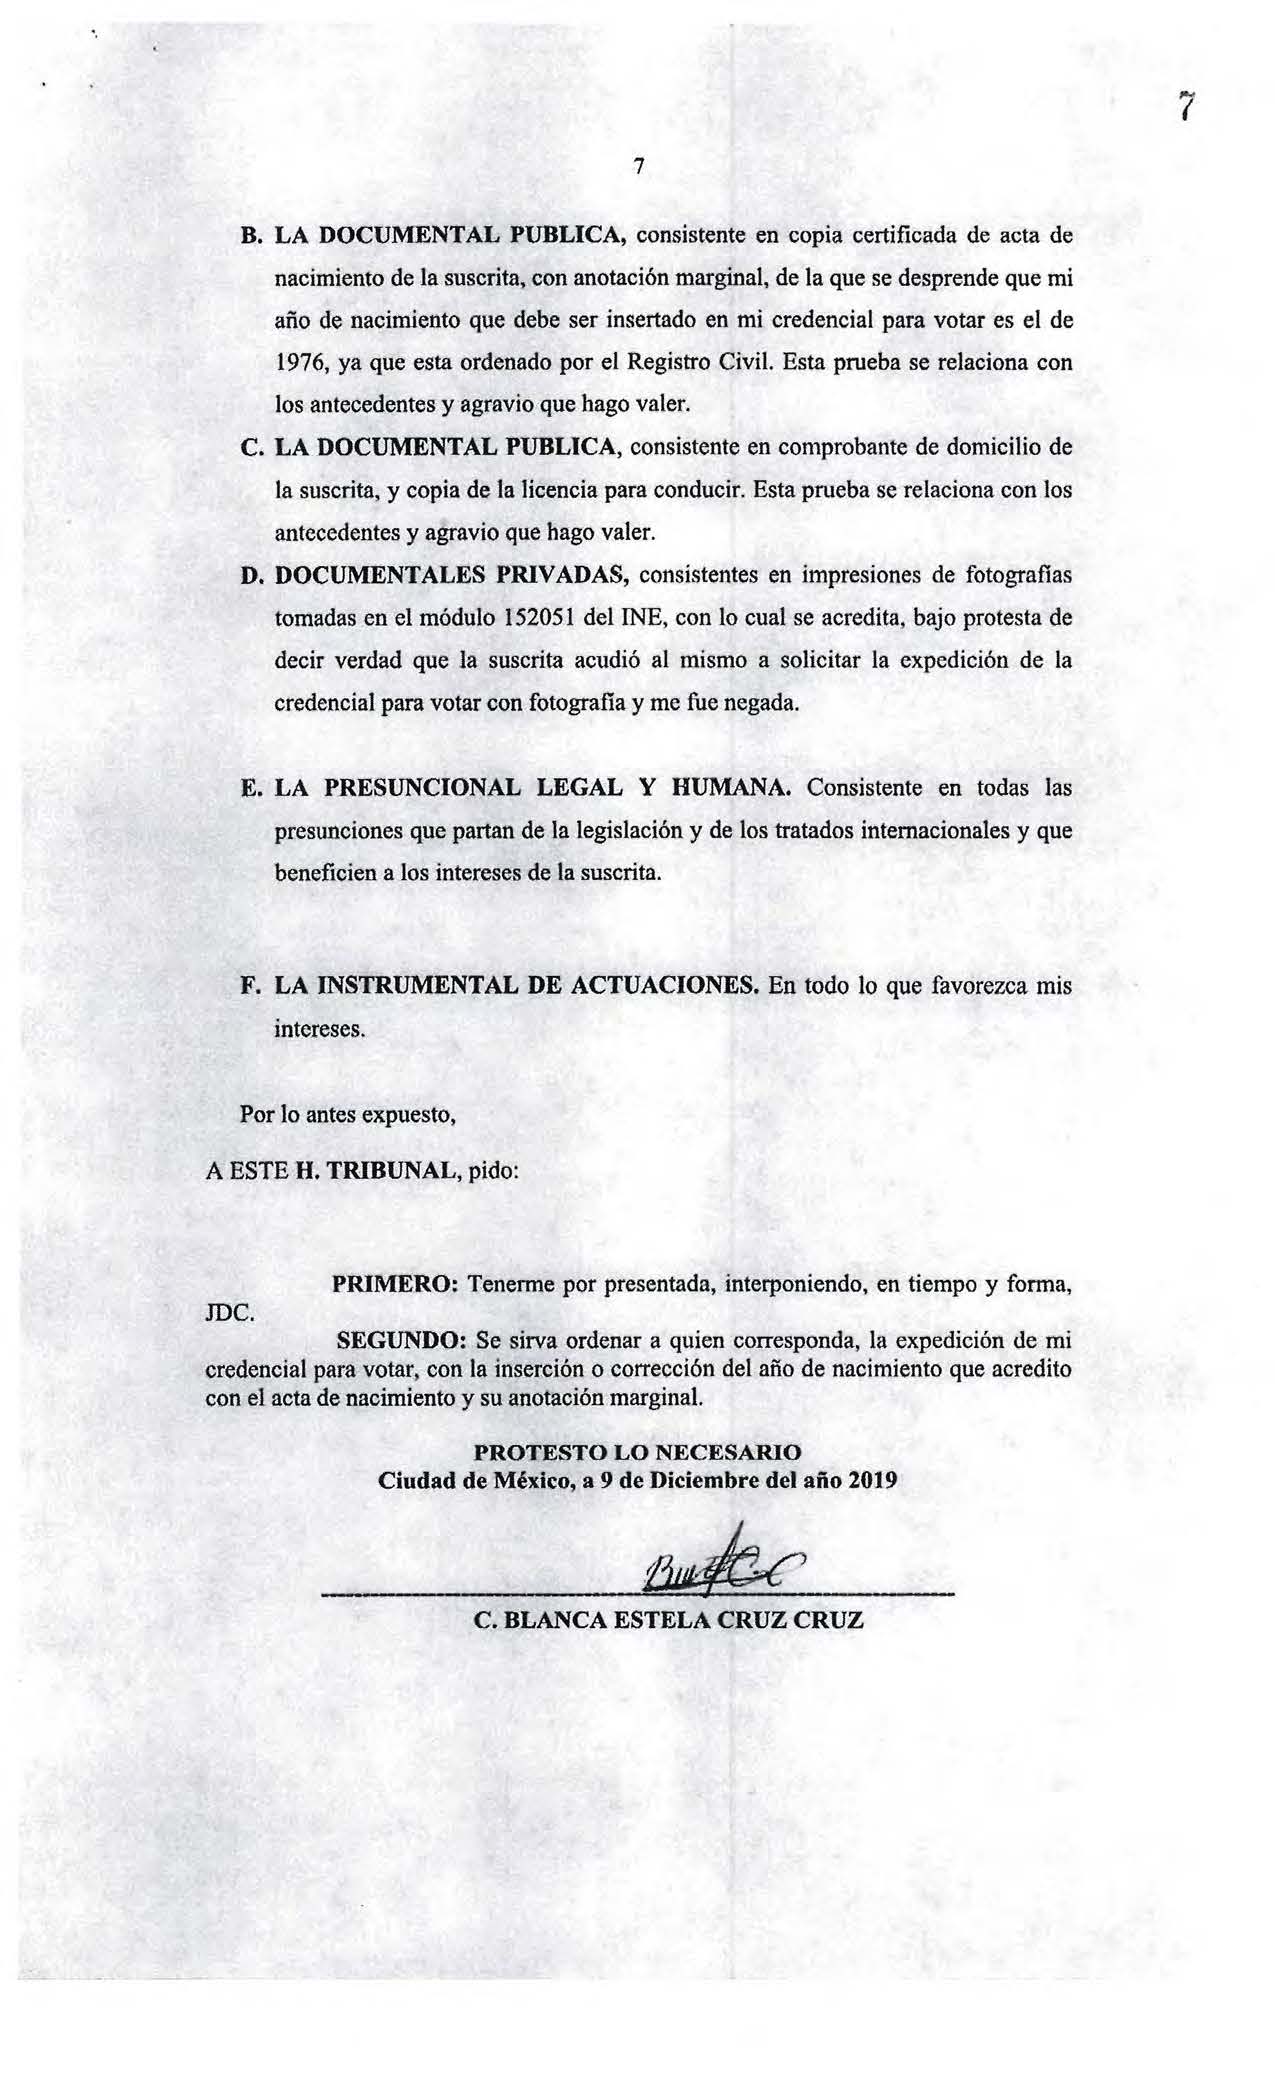 7
7
B. LA DOCUMENTAL PUBLICA, consistente en copia certificada de acta de
nacimiento de la suscrita, con anotación marginal, de la que se desprende que mi
año de nacimiento que debe ser insertado en mi credencial para votar es el de
1976, ya que esta ordenado por el Registro Civil. Esta prueba se relaciona con
los antecedentes y agravio que hago valer.
C. LA DOCUMENTAL PUBLICA, consistente en comprobante de domicilio de
la suscrita, y copia de la licencia para conducir. Esta prueba se relaciona con los
antecedentes y agravio que hago valer.
D. DOCUMENTALES PRIVADAS, consistentes en impresiones de fotografías
tomadas en el módulo 152051 del INE, con lo cual se acredita, bajo protesta de
decir verdad que la suscrita acudió al mismo a solicitar la expedición de la
credencial para votar con fotografía y me fue negada.
E. LA PRESUNCIONAL LEGAL Y HUMANA. Consistente en todas las
presunciones que partan de la legislación y de los tratados internacionales y que
beneficien a los intereses de la suscrita.
F. LA INSTRUMENTAL DE ACTUACIONES. En todo lo que favorezca mis
intereses.
Por lo antes expuesto,
A ESTE H. TRIBUNAL, pido:
PRIMERO: Tenerme por presentada, interponiendo, en tiempo y forma,
JDC.
SEGUNDO: Se sirva ordenar a quien corresponda, la expedición de mi
credencial para votar, con la inserción o corrección del año de nacimiento que acredito
con el acta de nacimiento y su anotación marginal.
PROTESTO LO NECESARIO
Ciudad de México, a 9 de Diciembre del año 2019
C. BLANCA ESTELA CRUZ CRUZ